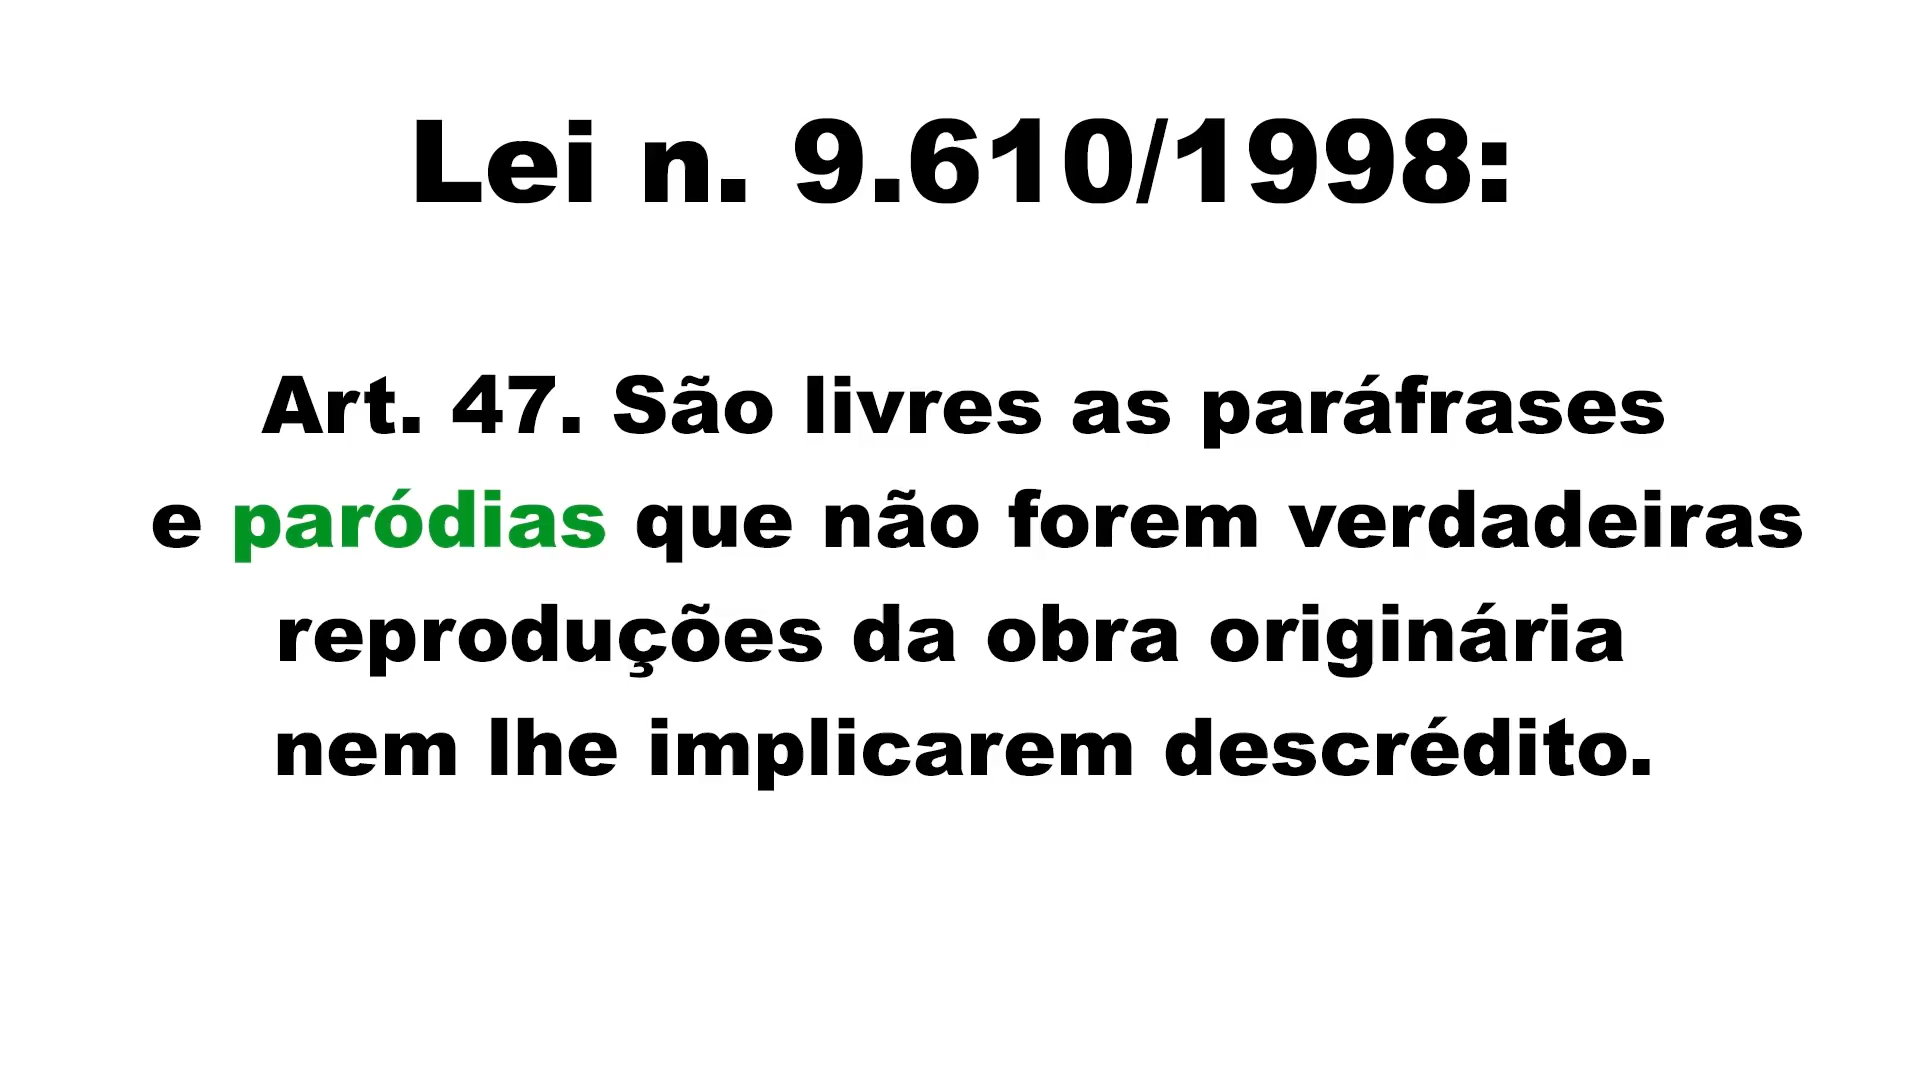 Lei n. 9.610/1998:
Art. 47. São livres as paráfrases
e paródias que não forem verdadeiras
reproduções da obra originária
nem lhe implicarem descrédito.